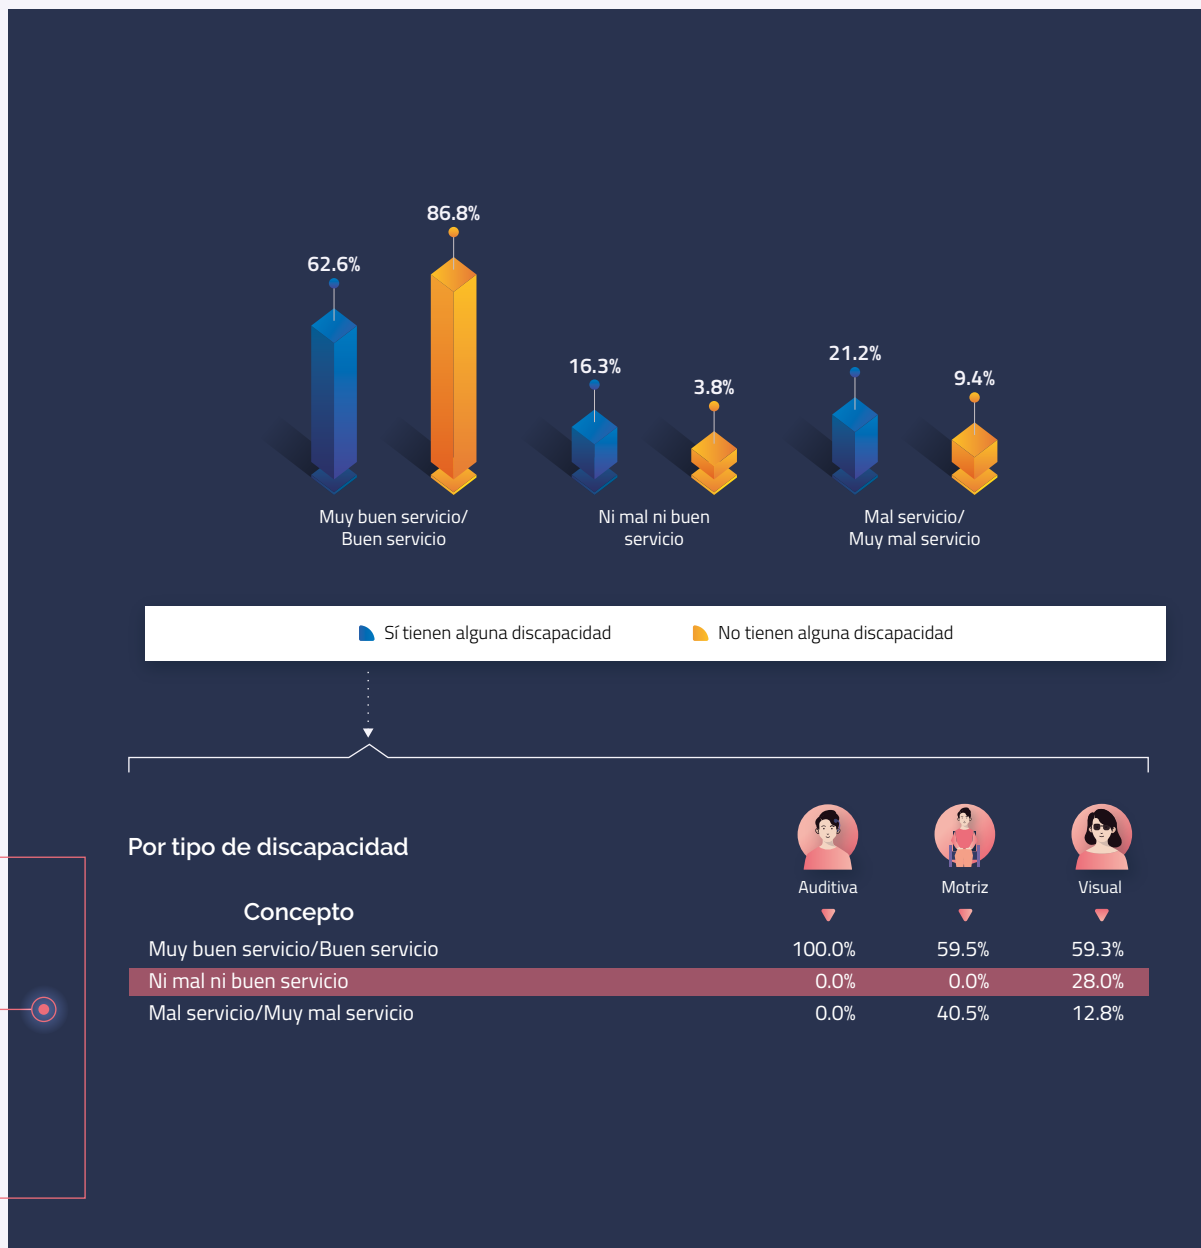 86.8%
62.6%
16.3%
3.8%
21.2%
9.4%
Muy buen servicio/
Buen servicio
Ni mal ni buen
servicio
Mal servicio/
Muy mal servicio
Sí tienen alguna discapacidad
No tienen alguna discapacidad
Por tipo de discapacidad
Auditiva Motriz Visual
Concepto
Muy buen servicio/Buen servicio 100.0% 59.5% 59.3%
Ni mal ni buen servicio 0.0% 0.0% 28.0%
Mal servicio/Muy mal servicio 0.0% 40.5% 12.8%